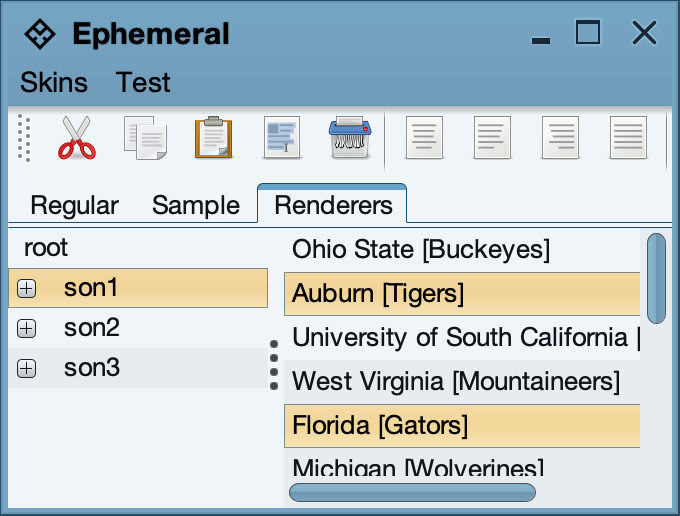 Ephemeral
Skins Test
Regular Sample Renderers
root
son1
son2
son3
Ohio State [Buckeyes]
Auburn [Tigers]
University of South California [
West Virginia [Mountaineers]
Florida [Gators]
Michigan [Wolverines]